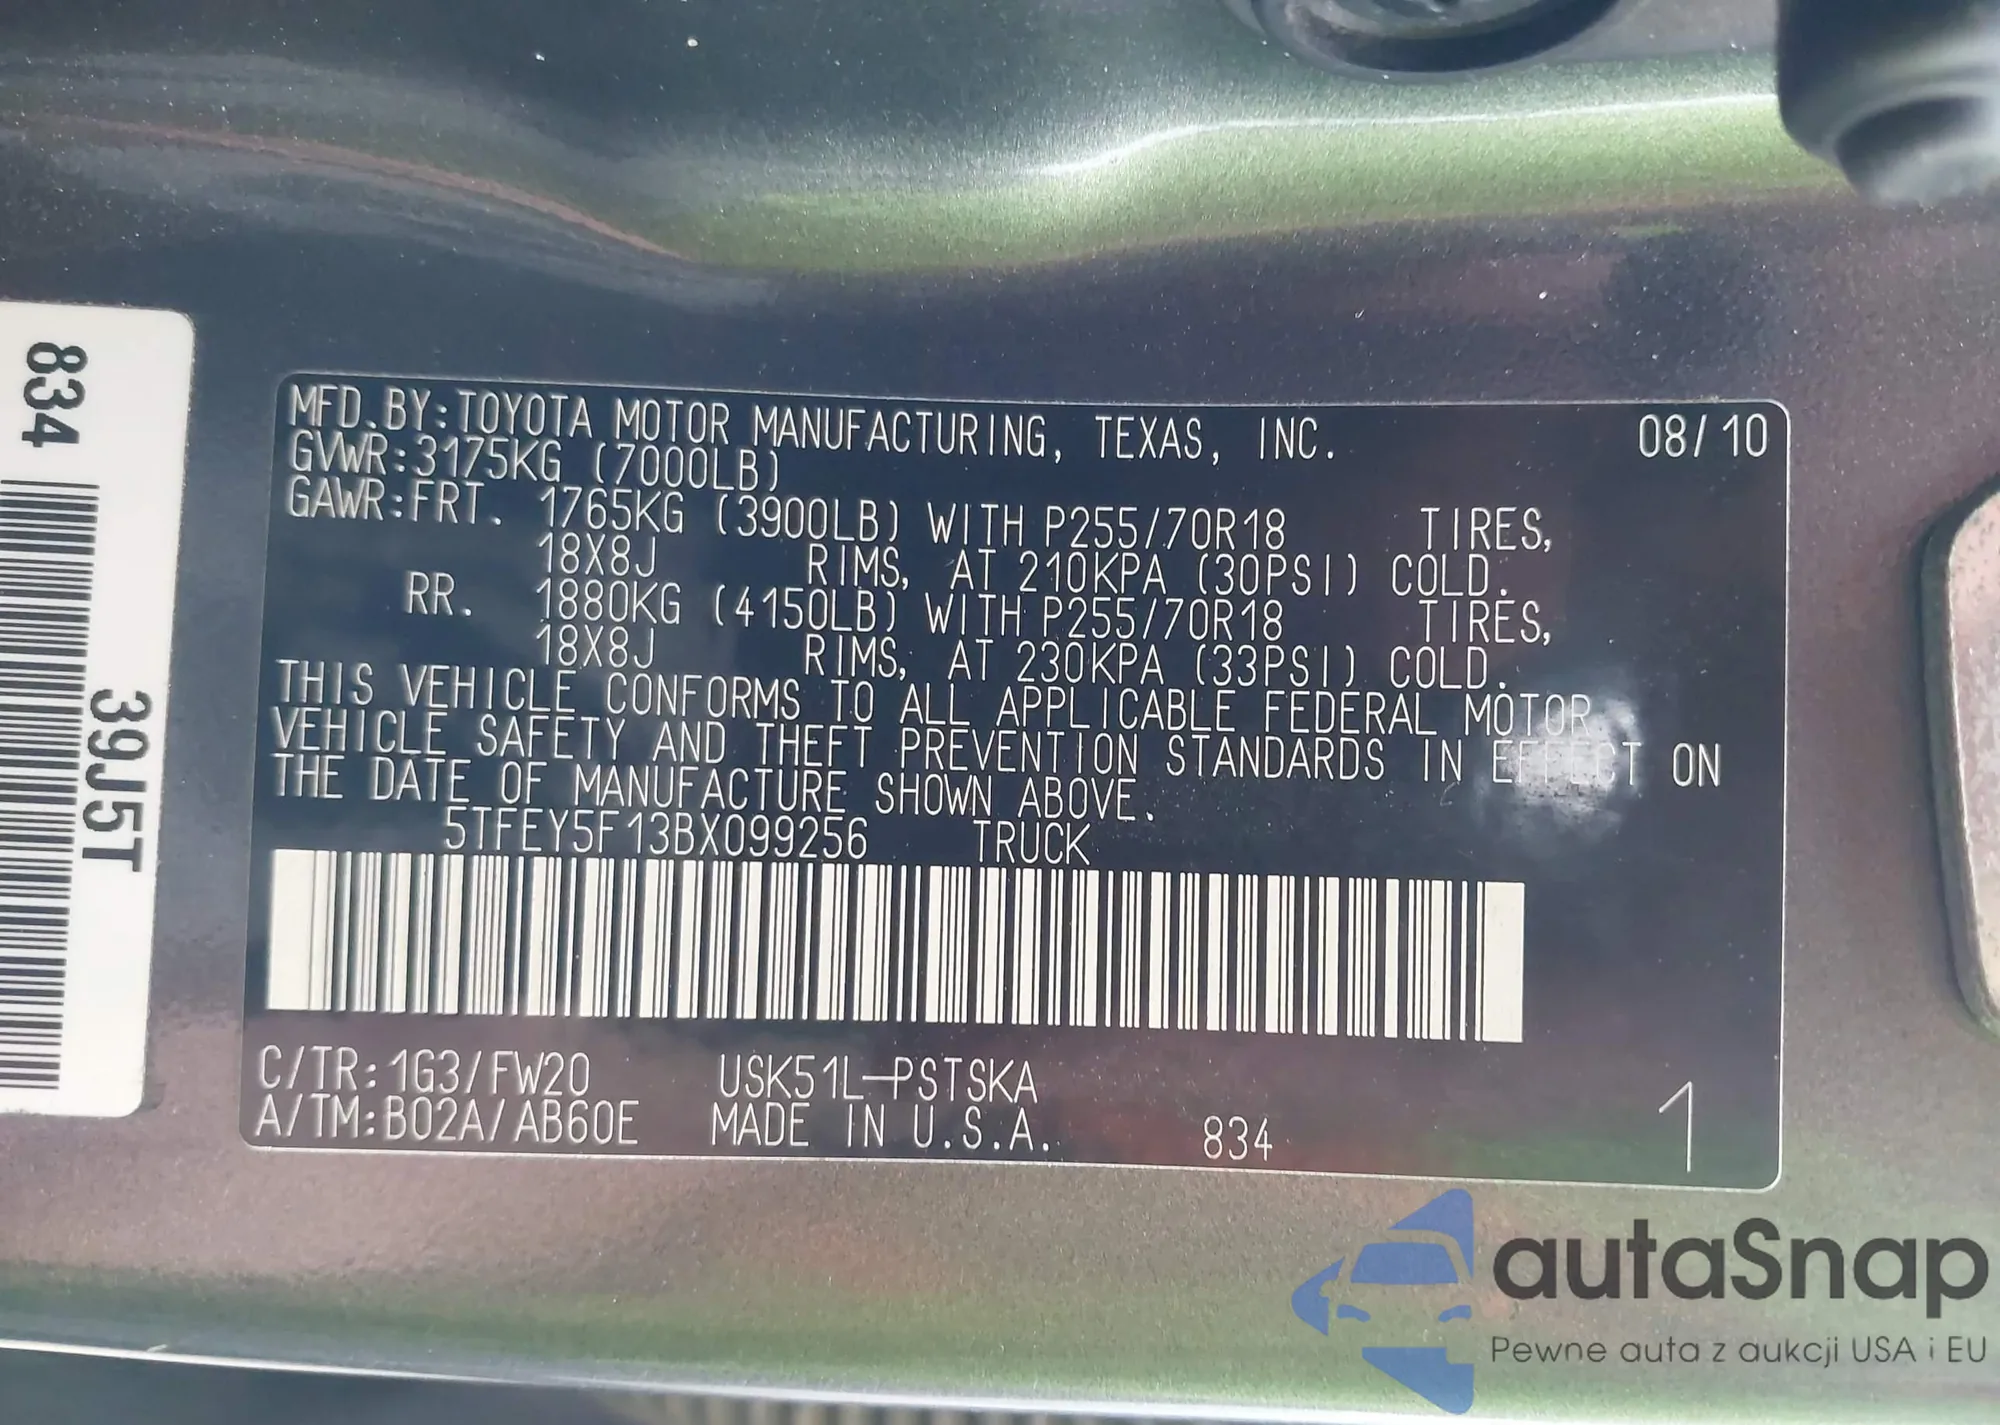 834
39J5T
MFD.BY:TOYOTA MOTOR MANUFACTURING, TEXAS, INC. 08/10
GVWR:3175KG (7000LB)
GAWR:FRT. 1765KG (3900LB) WITH P255/70R18 TIRES,
18X8J RIMS, AT 210KPA (30PSI) COLD.
RR. 1880KG (4150LB) WITH P255/70R18 TIRES,
18X8J RIMS, AT 230KPA (33PSI) COLD.
THIS VEHICLE CONFORMS TO ALL APPLICABLE FEDERAL MOTOR
VEHICLE SAFETY AND THEFT PREVENTION STANDARDS IN EFFECT ON
THE DATE OF MANUFACTURE SHOWN ABOVE.
5TFEY5F13BX099256 TRUCK
C/TR:1G3/FW20 USK51L-PSTSKA
A/TM:B02A/AB60E MADE IN U.S.A. 834
1
autaSnap
Pewne auta z aukcji USA i EU